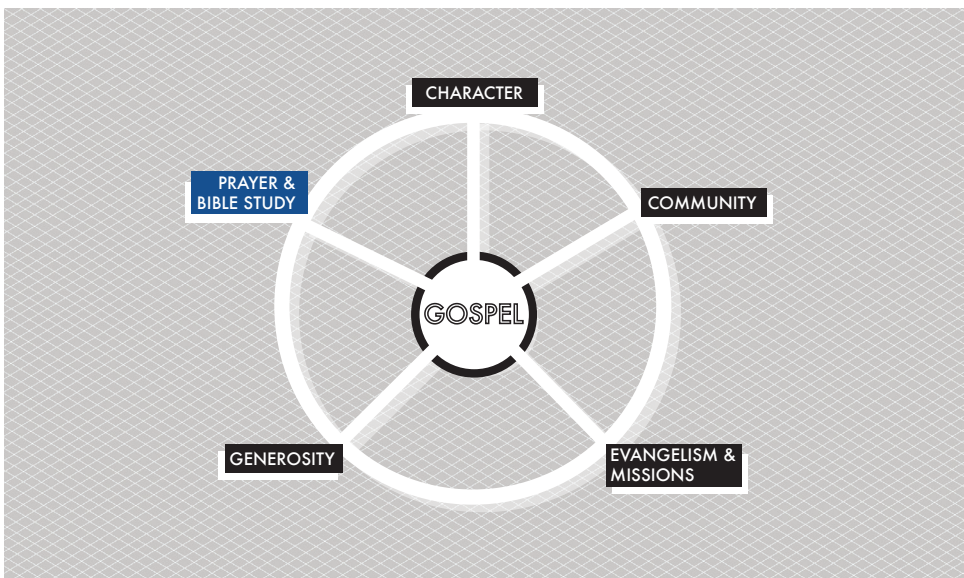 CHARACTER
PRAYER &
BIBLE STUDY
COMMUNITY
GOSPEL
GENEROSITY
EVANGELISM &
MISSIONS